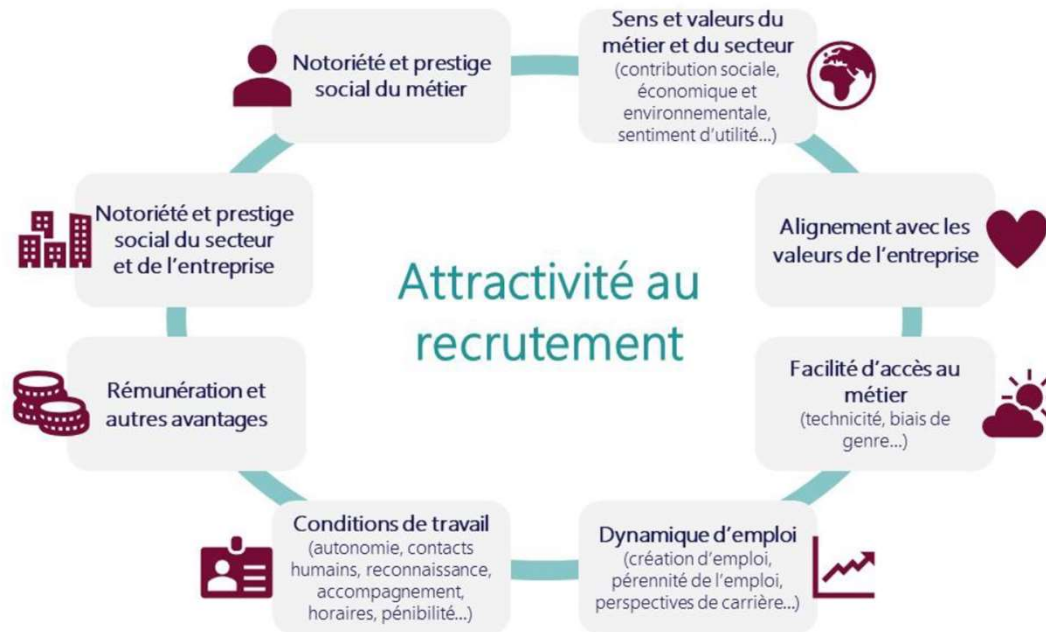 Notoriété et prestige
social du métier
Sens et valeurs du
métier et du secteur
(contribution sociale,
économique et
environnementale,
sentiment d'utilité...)
Notoriété et prestige
social du secteur
et de l'entreprise
Alignement avec les
valeurs de l'entreprise
Attractivité au
recrutement
Rémunération et
autres avantages
Facilité d'accès au
métier
(technicité, biais de
genre...)
Conditions de travail
(autonomie, contacts
humains, reconnaissance,
accompagnement,
horaires, pénibilité...)
Dynamique d'emploi
(création d'emploi,
pérennité de l'emploi,
perspectives de carrière...)